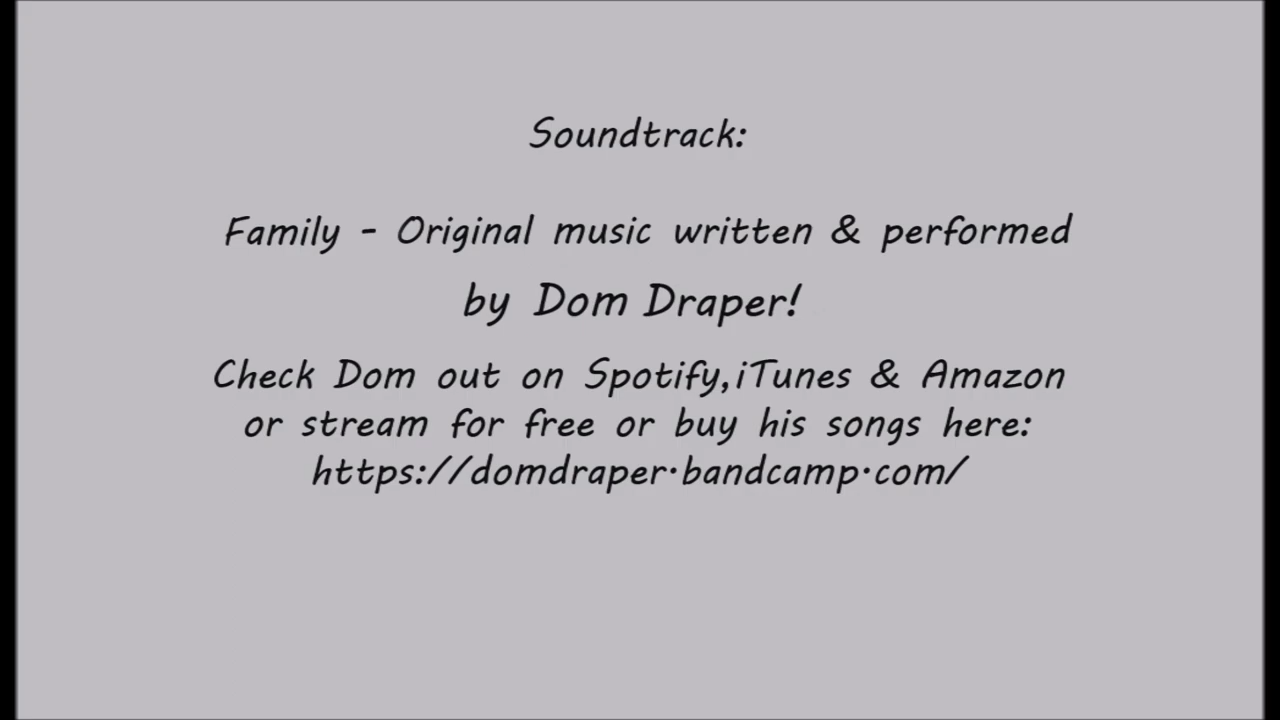 Soundtrack:
Family - Original music written & performed
by Dom Draper!
Check Dom out on Spotify,iTunes & Amazon
or stream for free or buy his songs here:
https://domdraper.bandcamp.com/